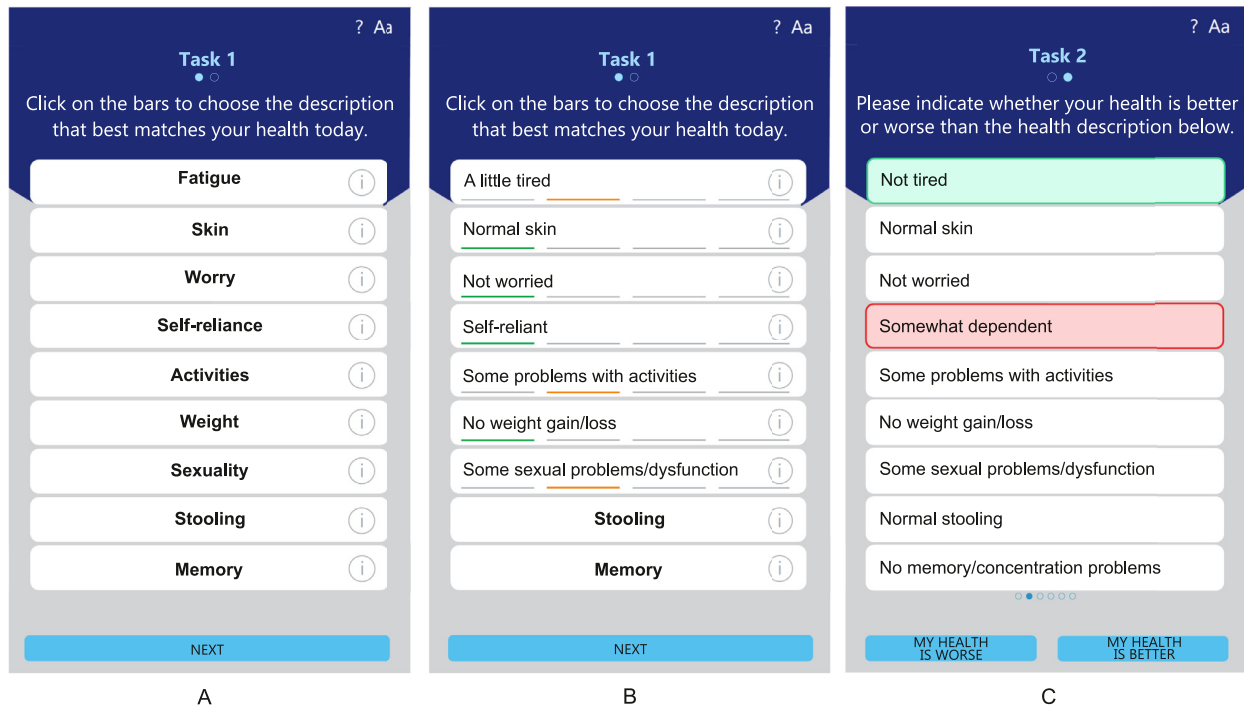 ? Aa
Task 1
Click on the bars to choose the description
that best matches your health today.
Fatigue
i
Skin
i
Worry
i
Self-reliance
i
Activities
i
Weight
i
Sexuality
i
Stooling
i
Memory
i
NEXT
A
? Aa
Task 1
Click on the bars to choose the description
that best matches your health today.
A little tired
i
Normal skin
i
Not worried
i
Self-reliant
i
Some problems with activities
i
No weight gain/loss
i
Some sexual problems/dysfunction
i
Stooling
i
Memory
i
NEXT
B
? Aa
Task 2
Please indicate whether your health is better
or worse than the health description below.
Not tired
Normal skin
Not worried
Somewhat dependent
Some problems with activities
No weight gain/loss
Some sexual problems/dysfunction
Normal stooling
No memory/concentration problems
MY HEALTH
IS WORSE
MY HEALTH
IS BETTER
C